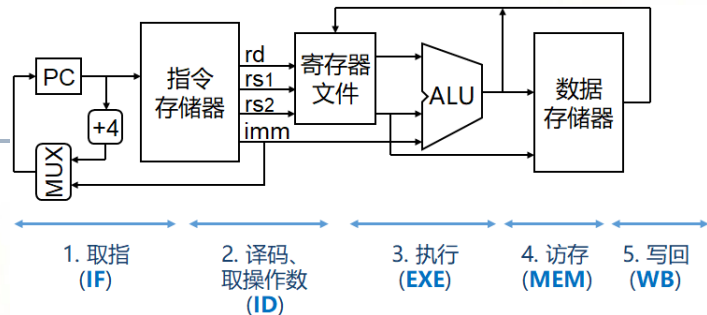 PC
+4
MUX
指令
存储器
rd
rs1
rs2
imm
寄存器
文件
ALU
数据
存储器
1. 取指
(IF)
2. 译码、
取操作数
(ID)
3. 执行
(EXE)
4. 访存
(MEM)
5. 写回
(WB)